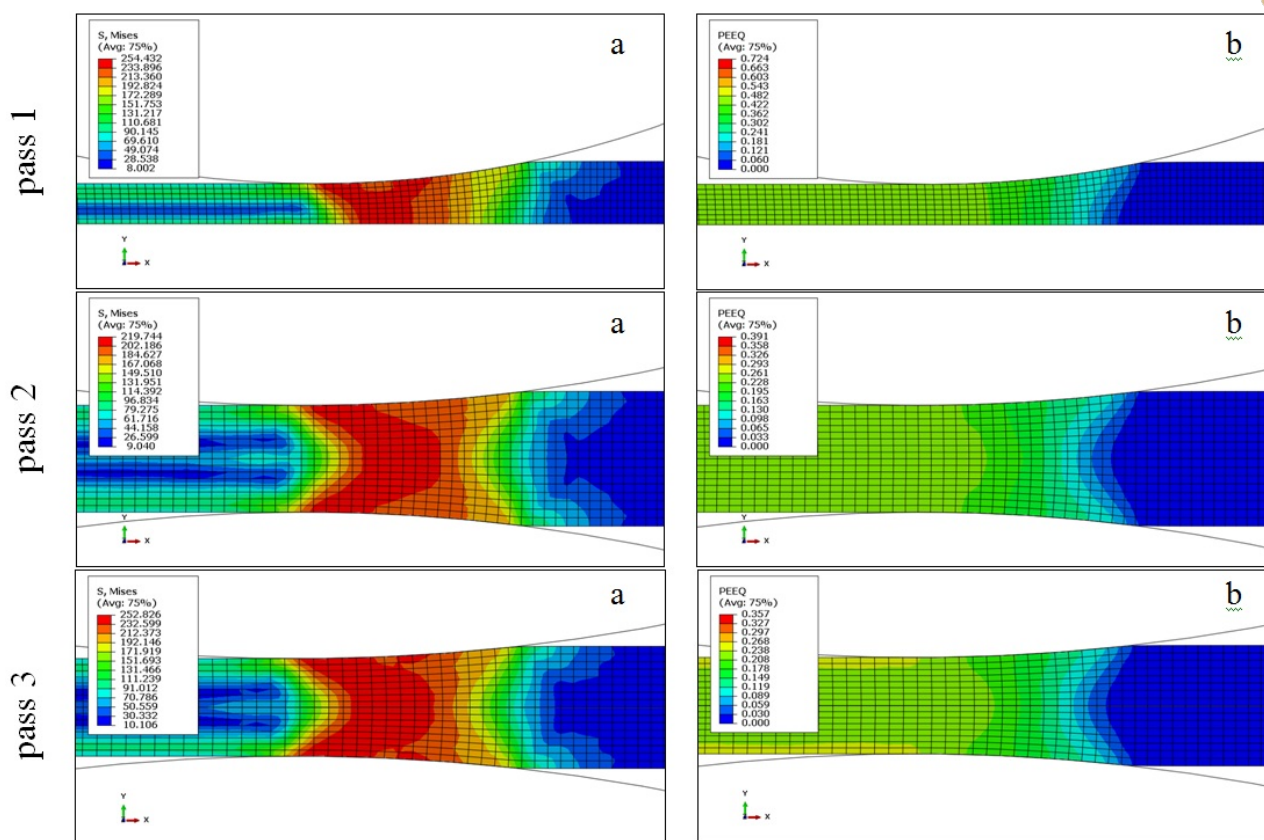 pass 1
S, Mises
(Avg: 75%)
254.432
233.896
213.360
192.824
172.289
151.753
131.217
110.681
90.145
69.610
49.074
28.538
8.002
a
Y
X
PEEQ
(Avg: 75%)
0.724
0.663
0.603
0.543
0.482
0.422
0.362
0.302
0.241
0.181
0.121
0.060
0.000
b
Y
X
pass 2
S, Mises
(Avg: 75%)
219.744
202.186
184.627
167.068
149.510
131.951
114.392
96.834
79.275
61.716
44.158
26.599
9.040
a
Y
X
PEEQ
(Avg: 75%)
0.391
0.358
0.326
0.293
0.261
0.228
0.195
0.163
0.130
0.098
0.065
0.033
0.000
b
Y
X
pass 3
S, Mises
(Avg: 75%)
252.826
232.599
212.373
192.146
171.919
151.693
131.466
111.239
91.012
70.786
50.559
30.332
10.106
a
Y
X
PEEQ
(Avg: 75%)
0.357
0.327
0.297
0.268
0.238
0.208
0.178
0.149
0.119
0.089
0.059
0.030
0.000
b
Y
X